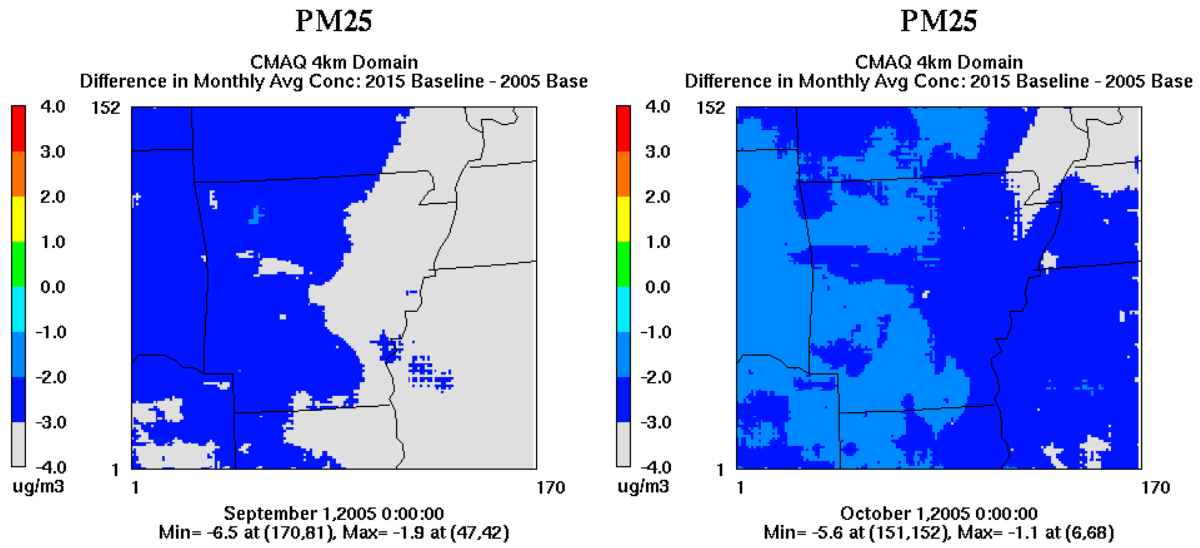 PM25
CMAQ 4km Domain
Difference in Monthly Avg Conc: 2015 Baseline - 2005 Base
152
4.0
3.0
2.0
1.0
0.0
-1.0
-2.0
-3.0
-4.0
ug/m3
1
1
170
September 1,2005 0:00:00
Min= -6.5 at (170,81), Max= -1.9 at (47,42)
PM25
CMAQ 4km Domain
Difference in Monthly Avg Conc: 2015 Baseline - 2005 Base
152
4.0
3.0
2.0
1.0
0.0
-1.0
-2.0
-3.0
-4.0
ug/m3
1
1
170
October 1,2005 0:00:00
Min= -5.6 at (151,152), Max= -1.1 at (6,68)